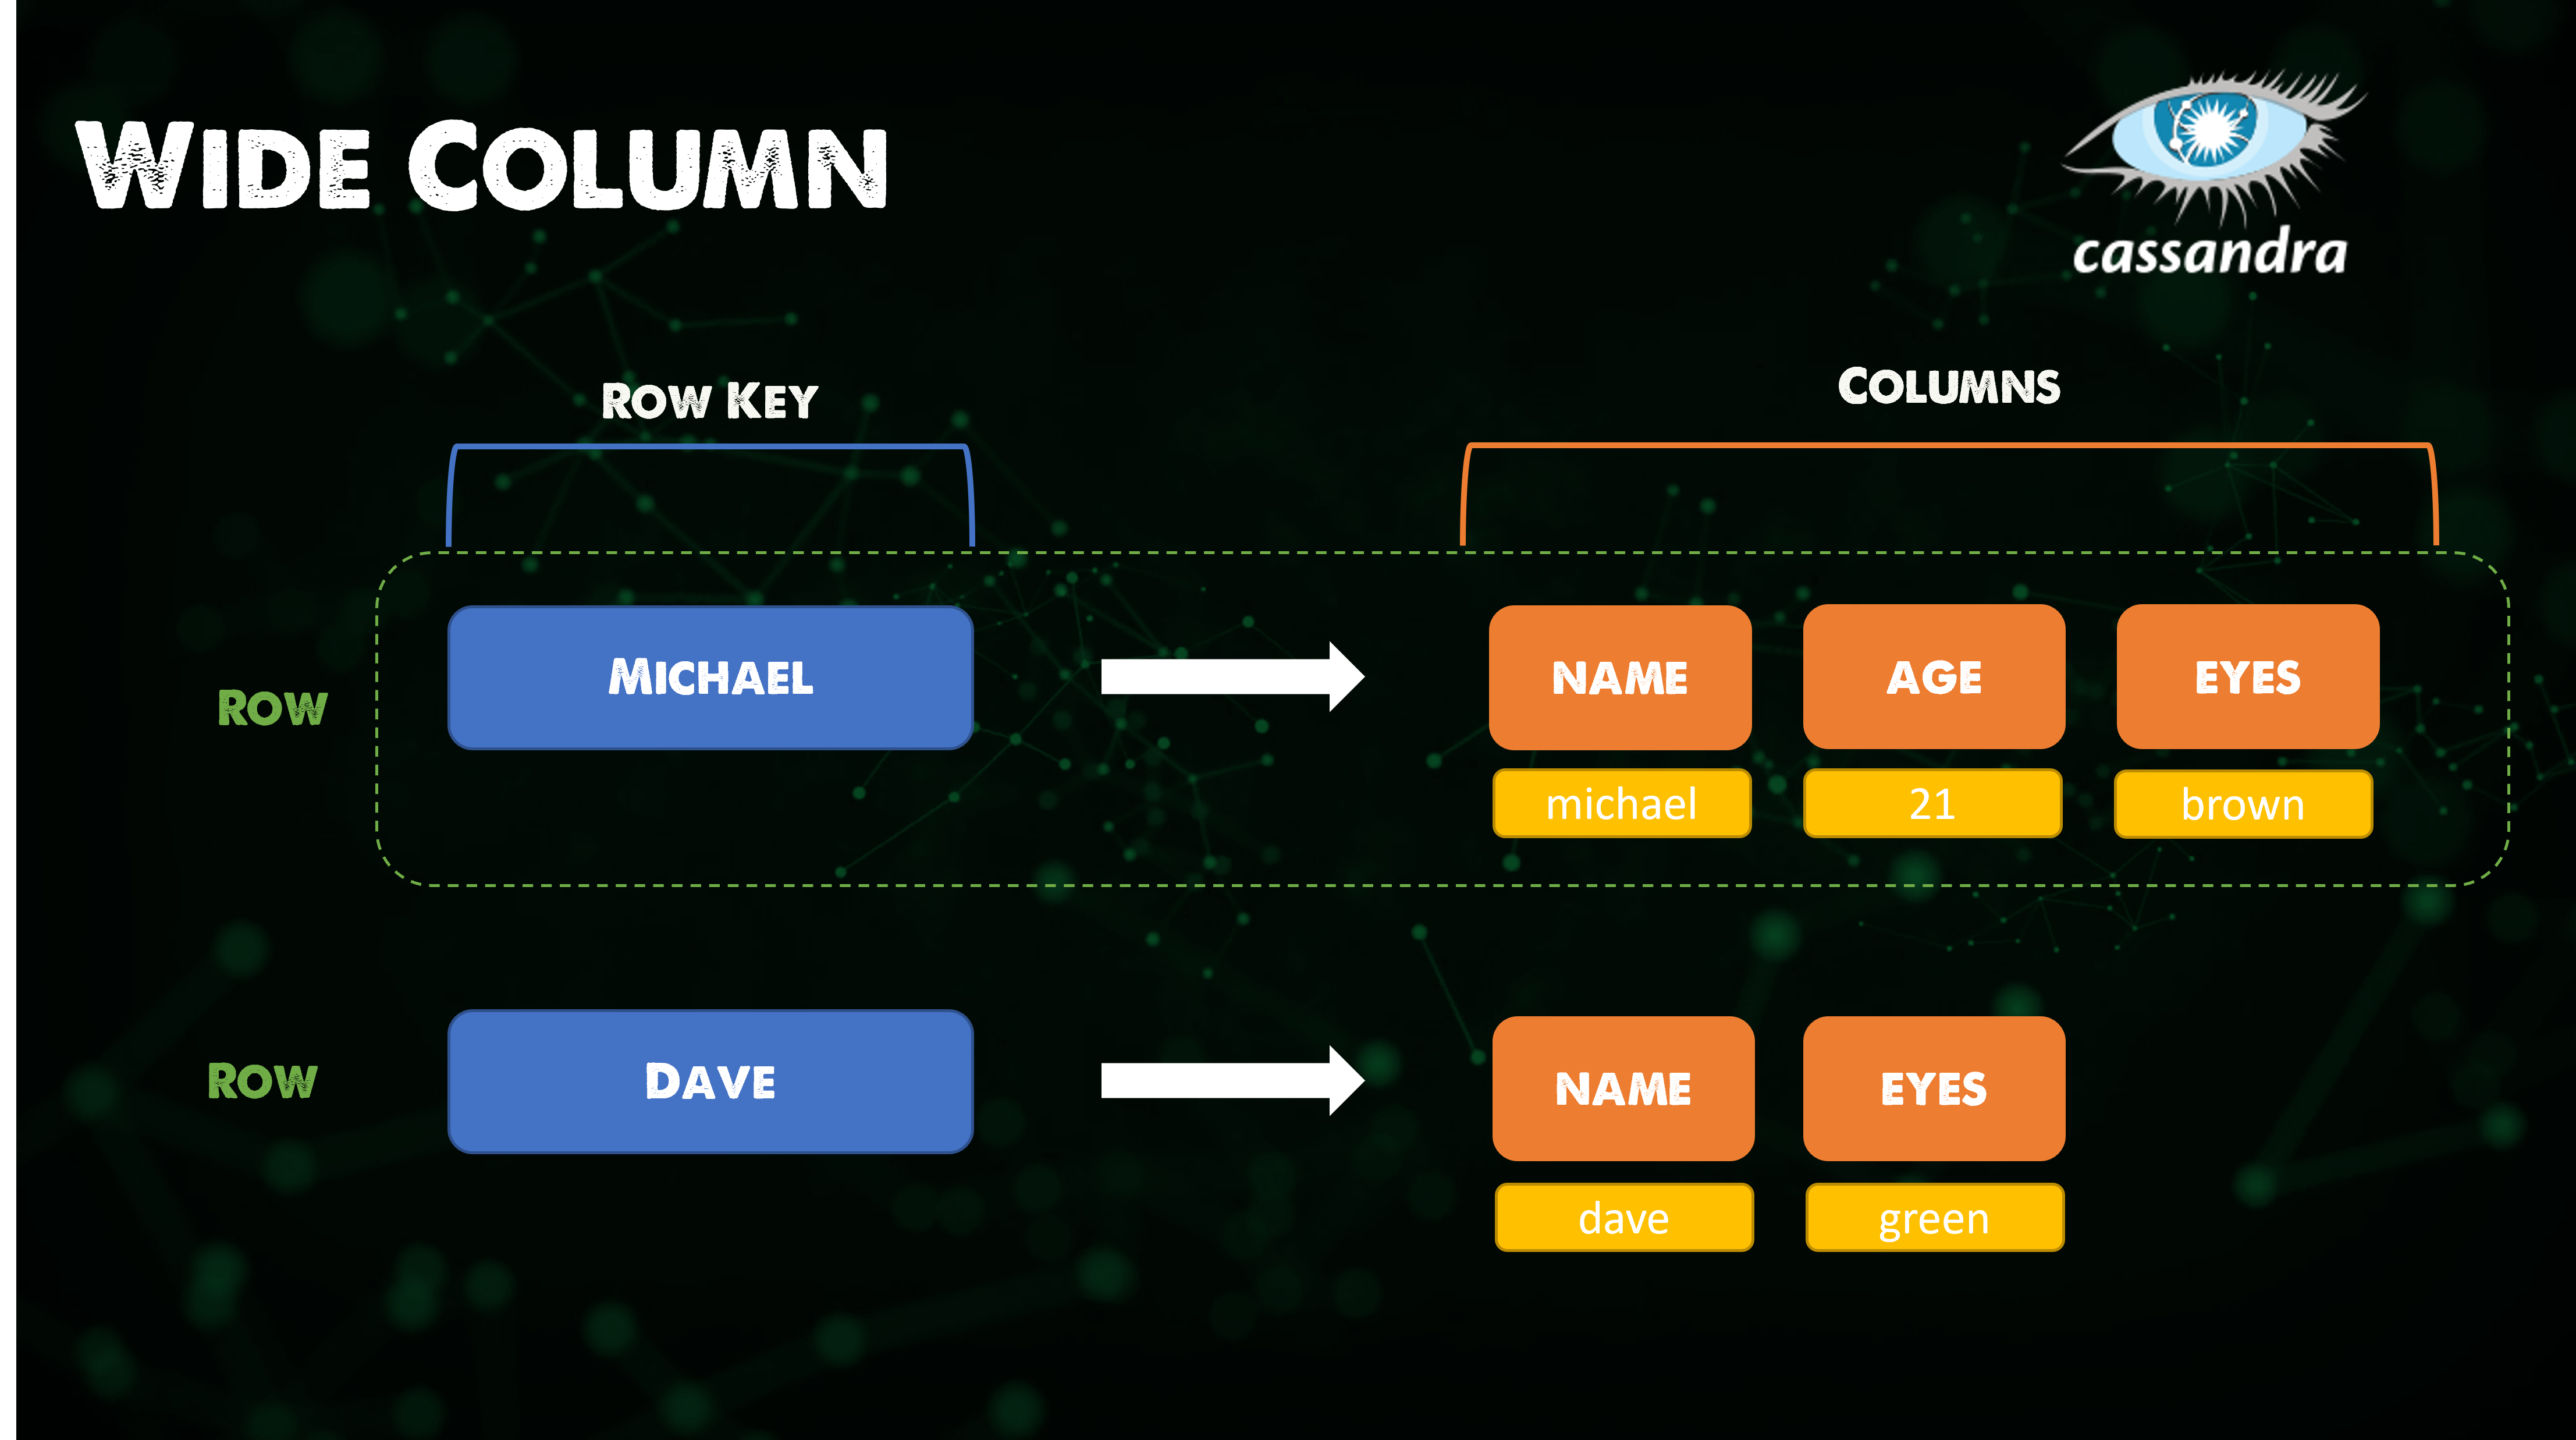 Wide Column
cassandra
Row Key
Columns
Row
Michael
name
age
eyes
michael
21
brown
Row
Dave
name
eyes
dave
green